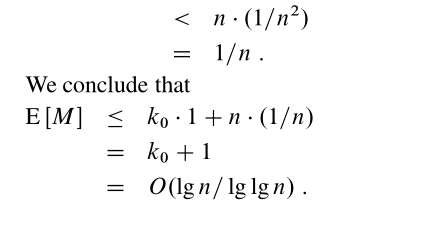 < n · (1/n²)
= 1/n .
We conclude that
E [M] ≤ k₀ · 1 + n · (1/n)
= k₀ + 1
= O(lg n/ lg lg n) .